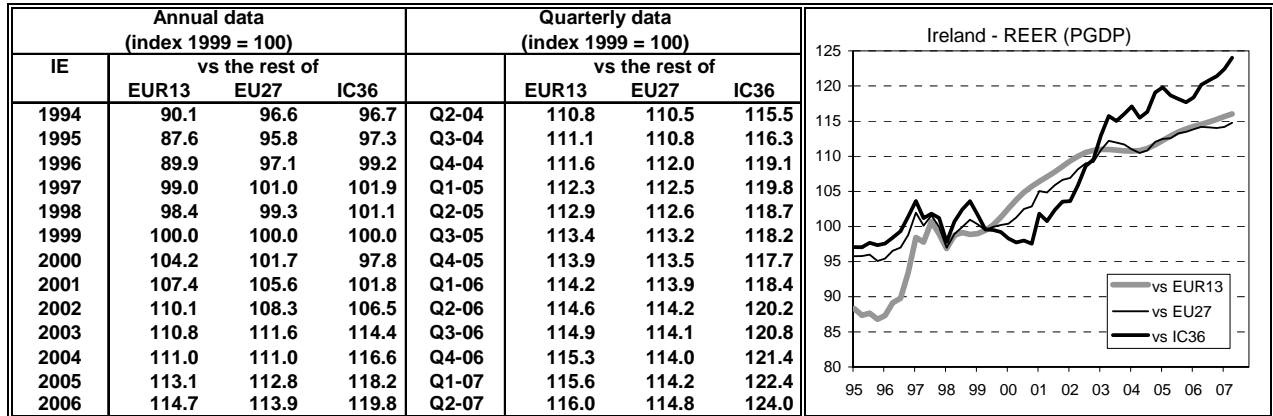 Annual data Quarterly data
(index 1999 = 100) (index 1999 = 100)
IE vs the rest of vs the rest of
EUR13 EU27 IC36 EUR13 EU27 IC36
1994 90.1 96.6 96.7 Q2-04 110.8 110.5 115.5
1995 87.6 95.8 97.3 Q3-04 111.1 110.8 116.3
1996 89.9 97.1 99.2 Q4-04 111.6 112.0 119.1
1997 99.0 101.0 101.9 Q1-05 112.3 112.5 119.8
1998 98.4 99.3 101.1 Q2-05 112.9 112.6 118.7
1999 100.0 100.0 100.0 Q3-05 113.4 113.2 118.2
2000 104.2 101.7 97.8 Q4-05 113.9 113.5 117.7
2001 107.4 105.6 101.8 Q1-06 114.2 113.9 118.4
2002 110.1 108.3 106.5 Q2-06 114.6 114.2 120.2
2003 110.8 111.6 114.4 Q3-06 114.9 114.1 120.8
2004 111.0 111.0 116.6 Q4-06 115.3 114.0 121.4
2005 113.1 112.8 118.2 Q1-07 115.6 114.2 122.4
2006 114.7 113.9 119.8 Q2-07 116.0 114.8 124.0
Ireland - REER (PGDP)
125
120
115
110
105
100
95
90
85
80
95 96 97 98 99 00 01 02 03 04 05 06 07
vs EUR13
vs EU27
vs IC36